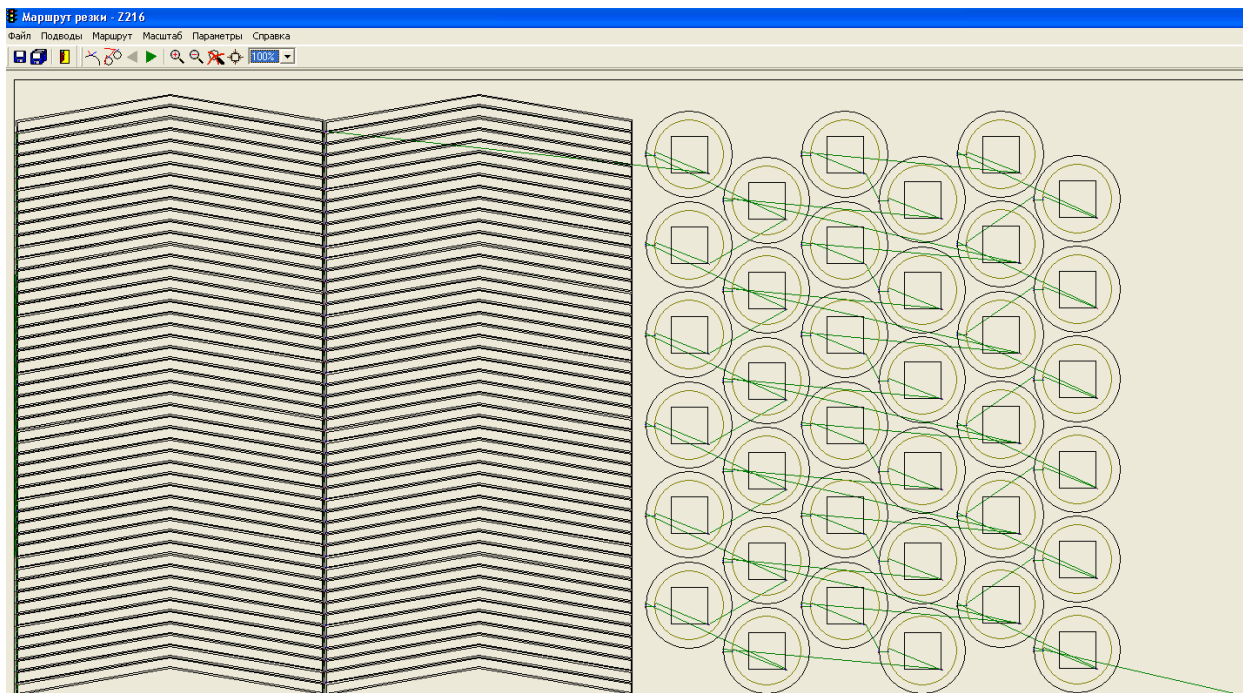 Маршрут резки - Z216
Файл Подводы Маршрут Масштаб Параметры Справка
100%